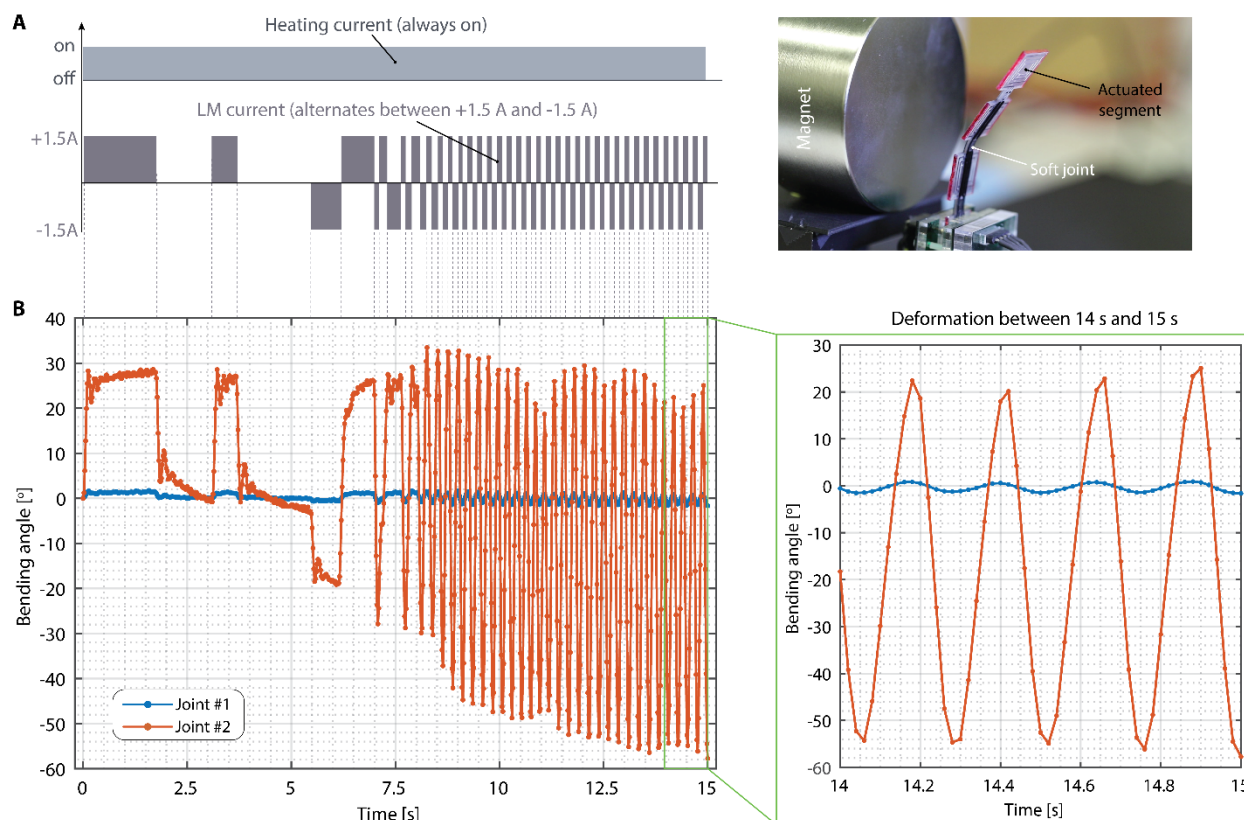 A
Heating current (always on)
on
off
LM current (alternates between +1.5 A and -1.5 A)
+1.5A
-1.5A
Magnet
Actuated
segment
Soft joint
B
40
30
20
10
0
-10
-20
-30
-40
-50
-60
Bending angle [º]
0
2.5
5
7.5
10
12.5
15
Time [s]
Joint #1
Joint #2
Deformation between 14 s and 15 s
30
20
10
0
-10
-20
-30
-40
-50
-60
Bending angle [º]
14
14.2
14.4
14.6
14.8
15
Time [s]